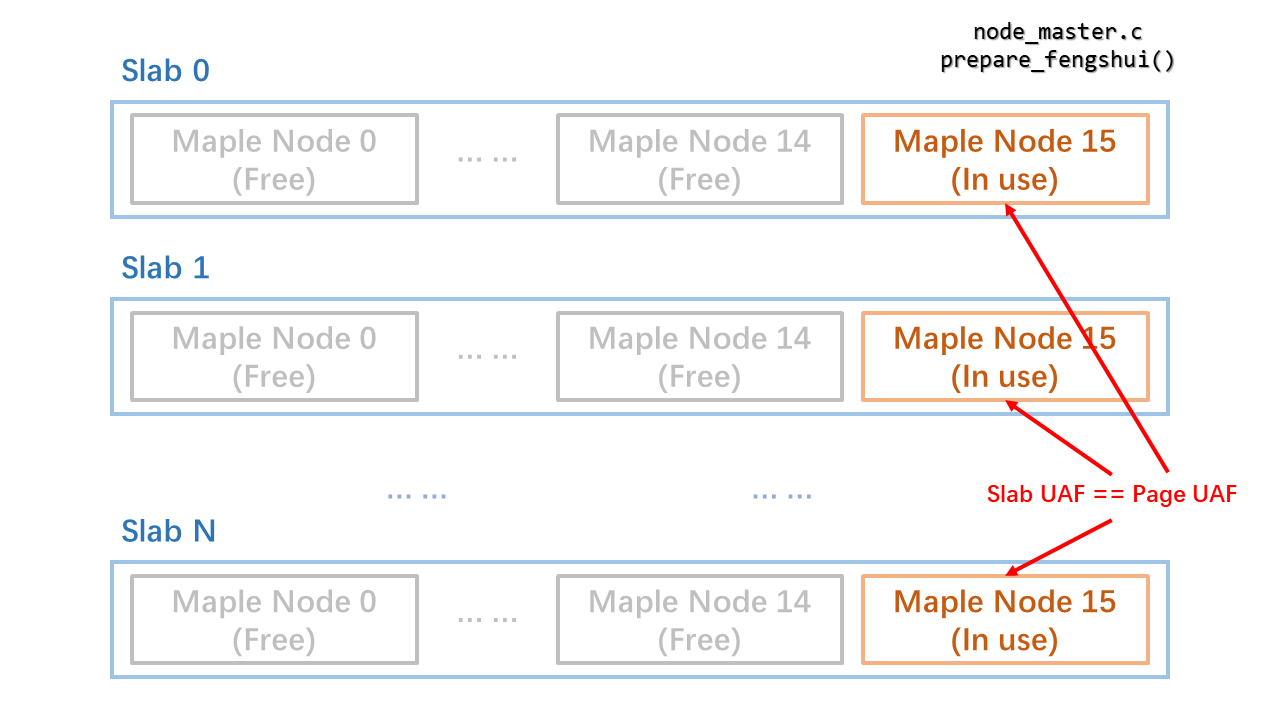 node_master.c
prepare_fengshui()
Slab 0
Maple Node 0
(Free)
... ...
Maple Node 14
(Free)
Maple Node 15
(In use)
Slab 1
Maple Node 0
(Free)
... ...
Maple Node 14
(Free)
Maple Node 15
(In use)
... ...
... ...
Slab UAF == Page UAF
Slab N
Maple Node 0
(Free)
... ...
Maple Node 14
(Free)
Maple Node 15
(In use)